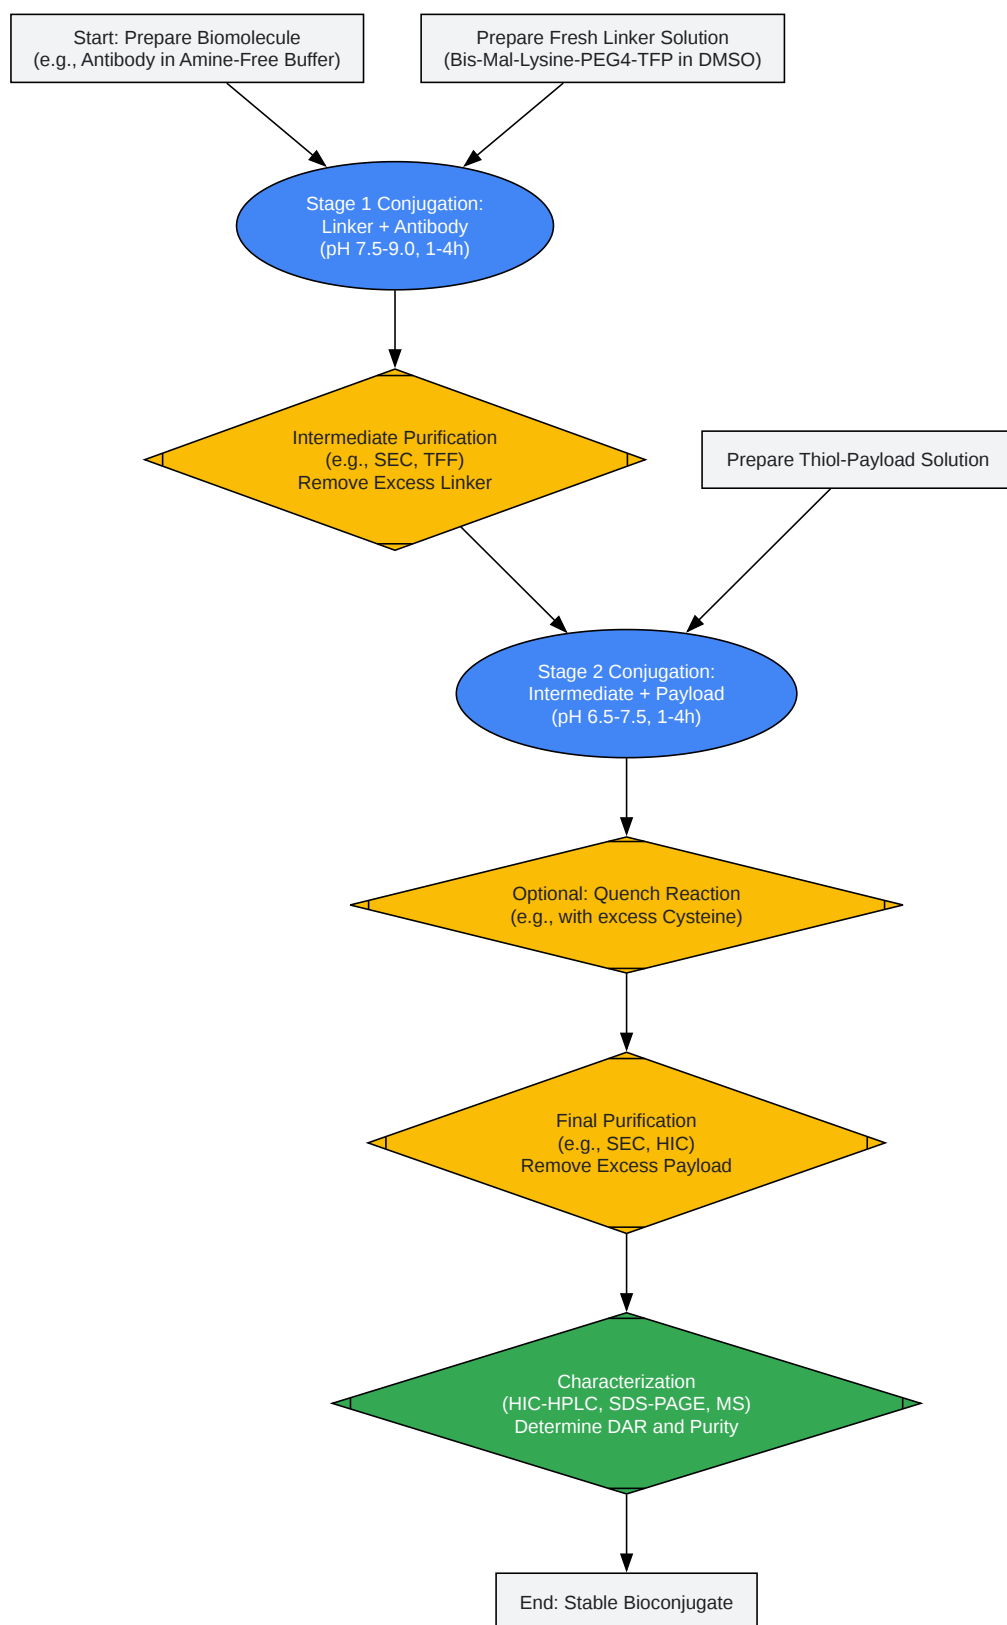 Start: Prepare Biomolecule
(e.g., Antibody in Amine-Free Buffer)
Prepare Fresh Linker Solution
(Bis-Mal-Lysine-PEG4-TFP in DMSO)
Stage 1 Conjugation:
Linker + Antibody
(pH 7.5-9.0, 1-4h)
Intermediate Purification
(e.g., SEC, TFF)
Remove Excess Linker
Prepare Thiol-Payload Solution
Stage 2 Conjugation:
Intermediate + Payload
(pH 6.5-7.5, 1-4h)
Optional: Quench Reaction
(e.g., with excess Cysteine)
Final Purification
(e.g., SEC, HIC)
Remove Excess Payload
Characterization
(HIC-HPLC, SDS-PAGE, MS)
Determine DAR and Purity
End: Stable Bioconjugate